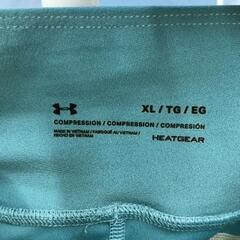 XL / TG / EG
COMPRESSION / COMPRESSION / COMPRESIÓN
MADE IN VIETNAM / FABRIQUÉ AU VIETNAM /
HECHO EN VIETNAM
HEATGEAR